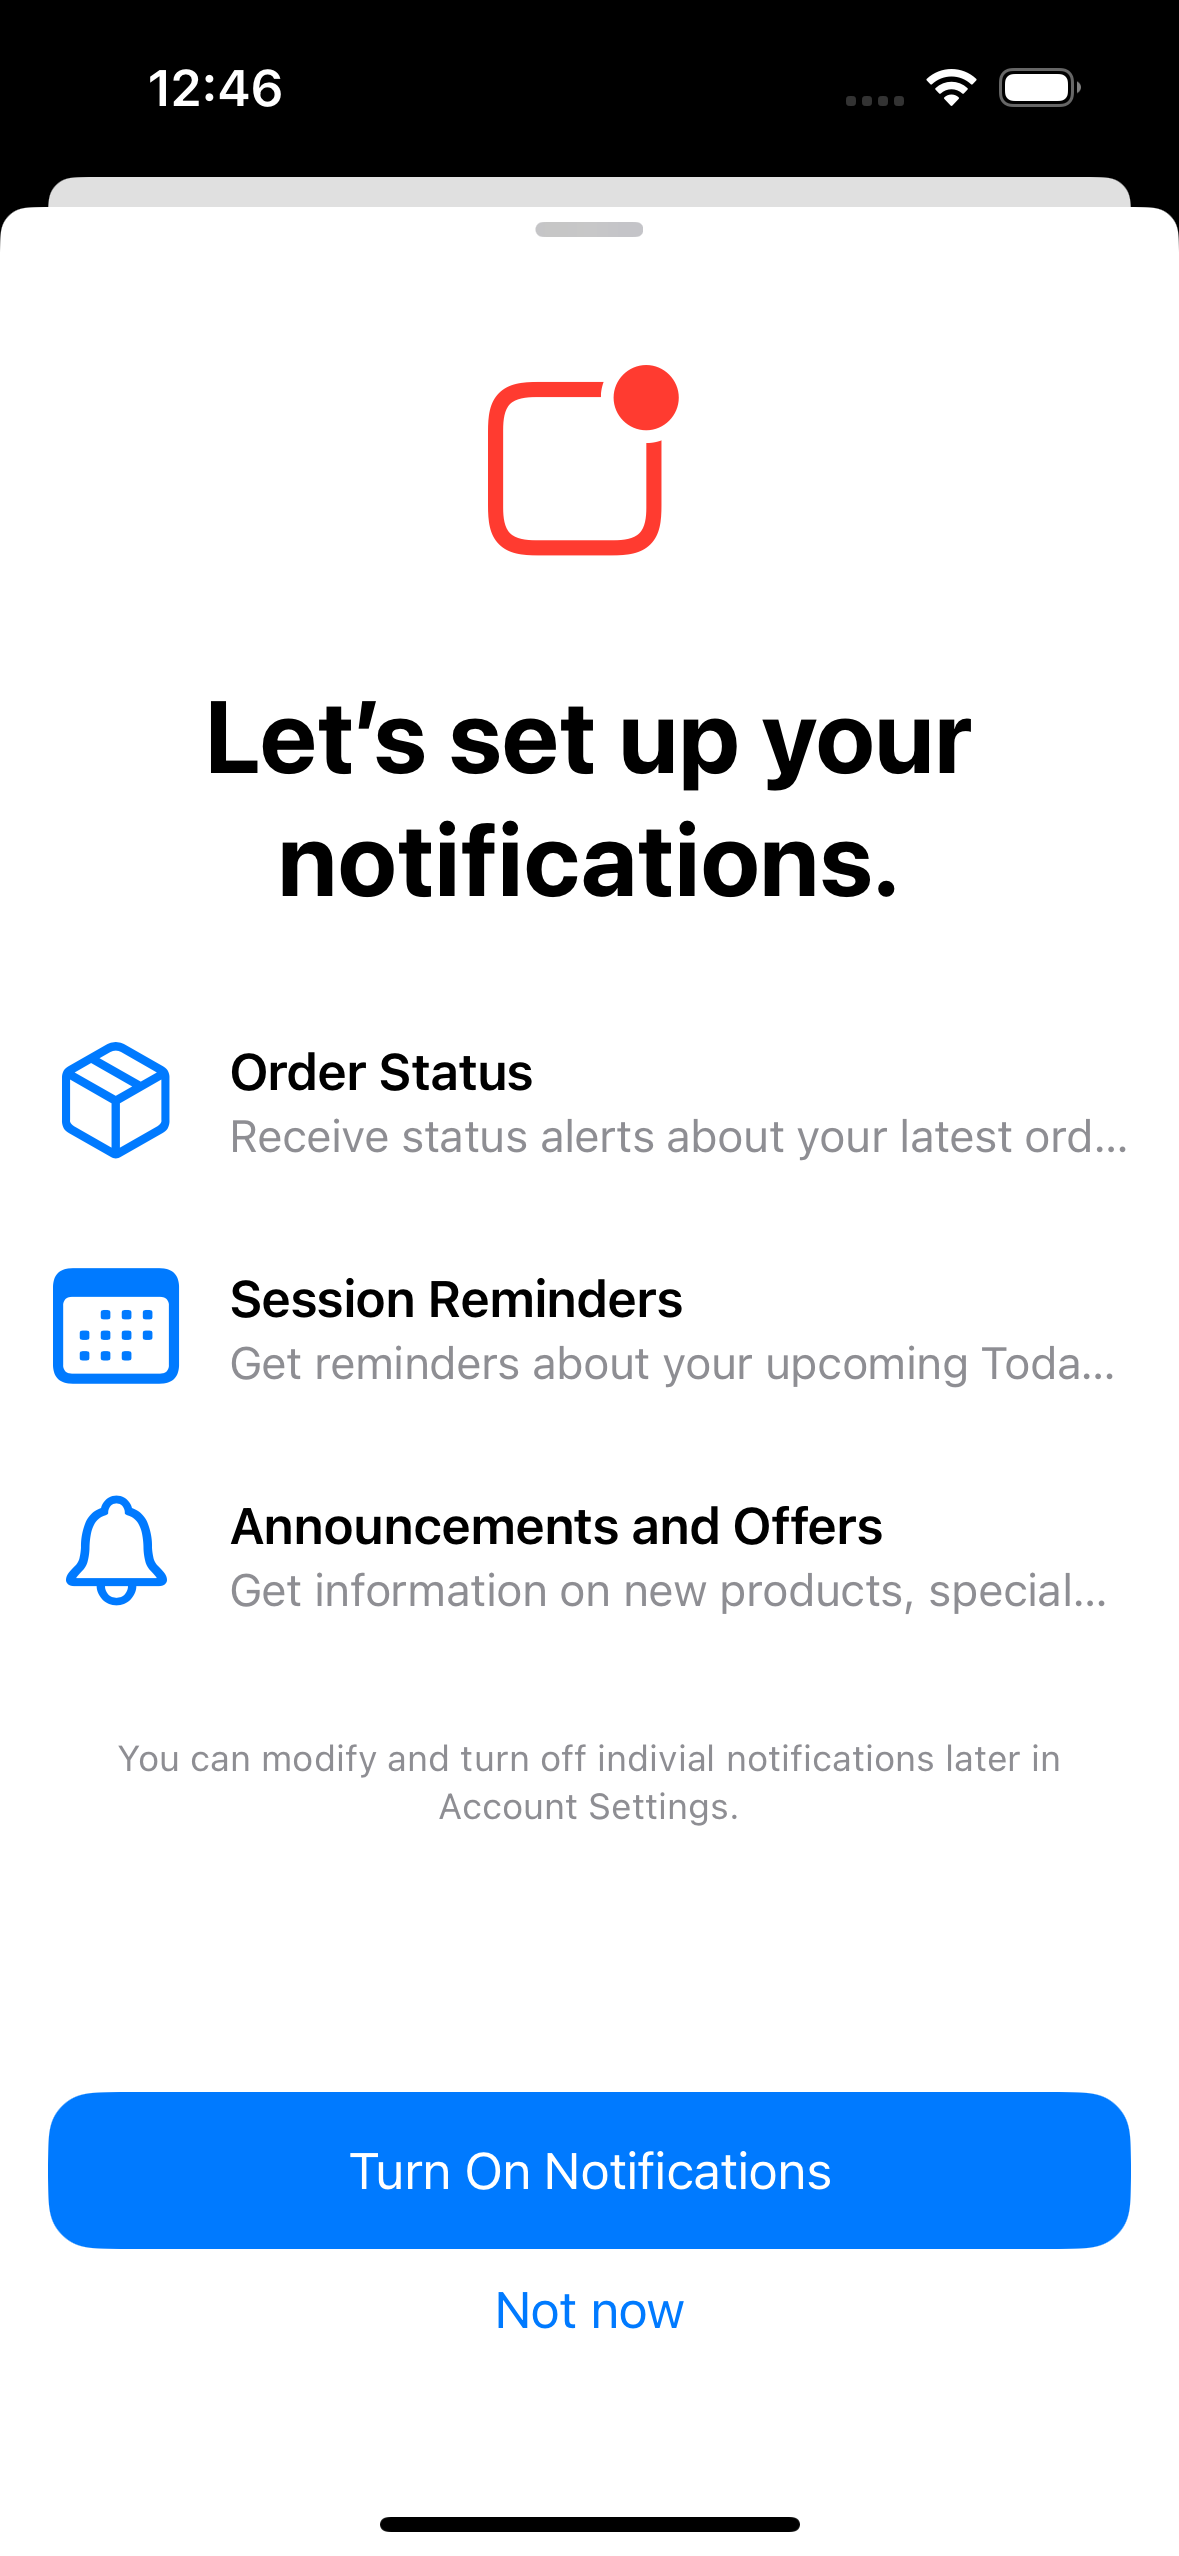 12:46
Let’s set up your
notifications.
Order Status
Receive status alerts about your latest ord...
Session Reminders
Get reminders about your upcoming Toda...
Announcements and Offers
Get information on new products, special...
You can modify and turn off indivial notifications later in
Account Settings.
Turn On Notifications
Not now